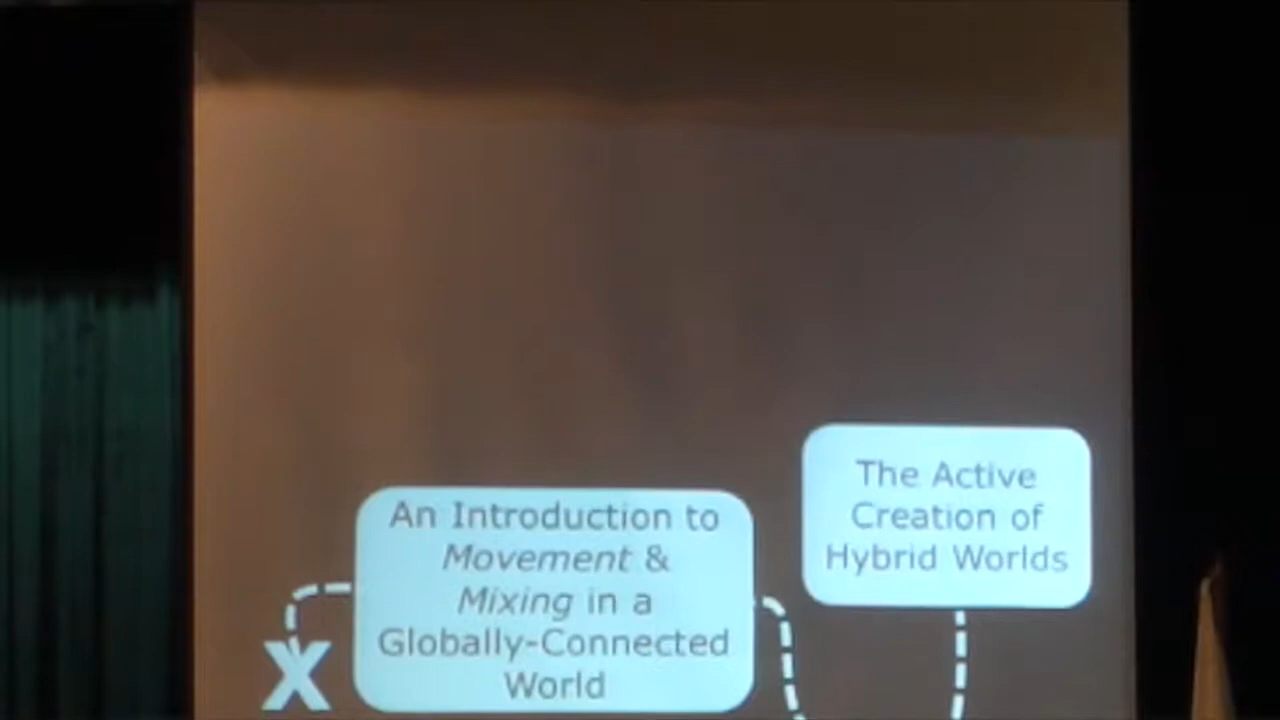 The Active
Creation of
Hybrid Worlds
An Introduction to
Movement &
Mixing in a
Globally-Connected
World
X